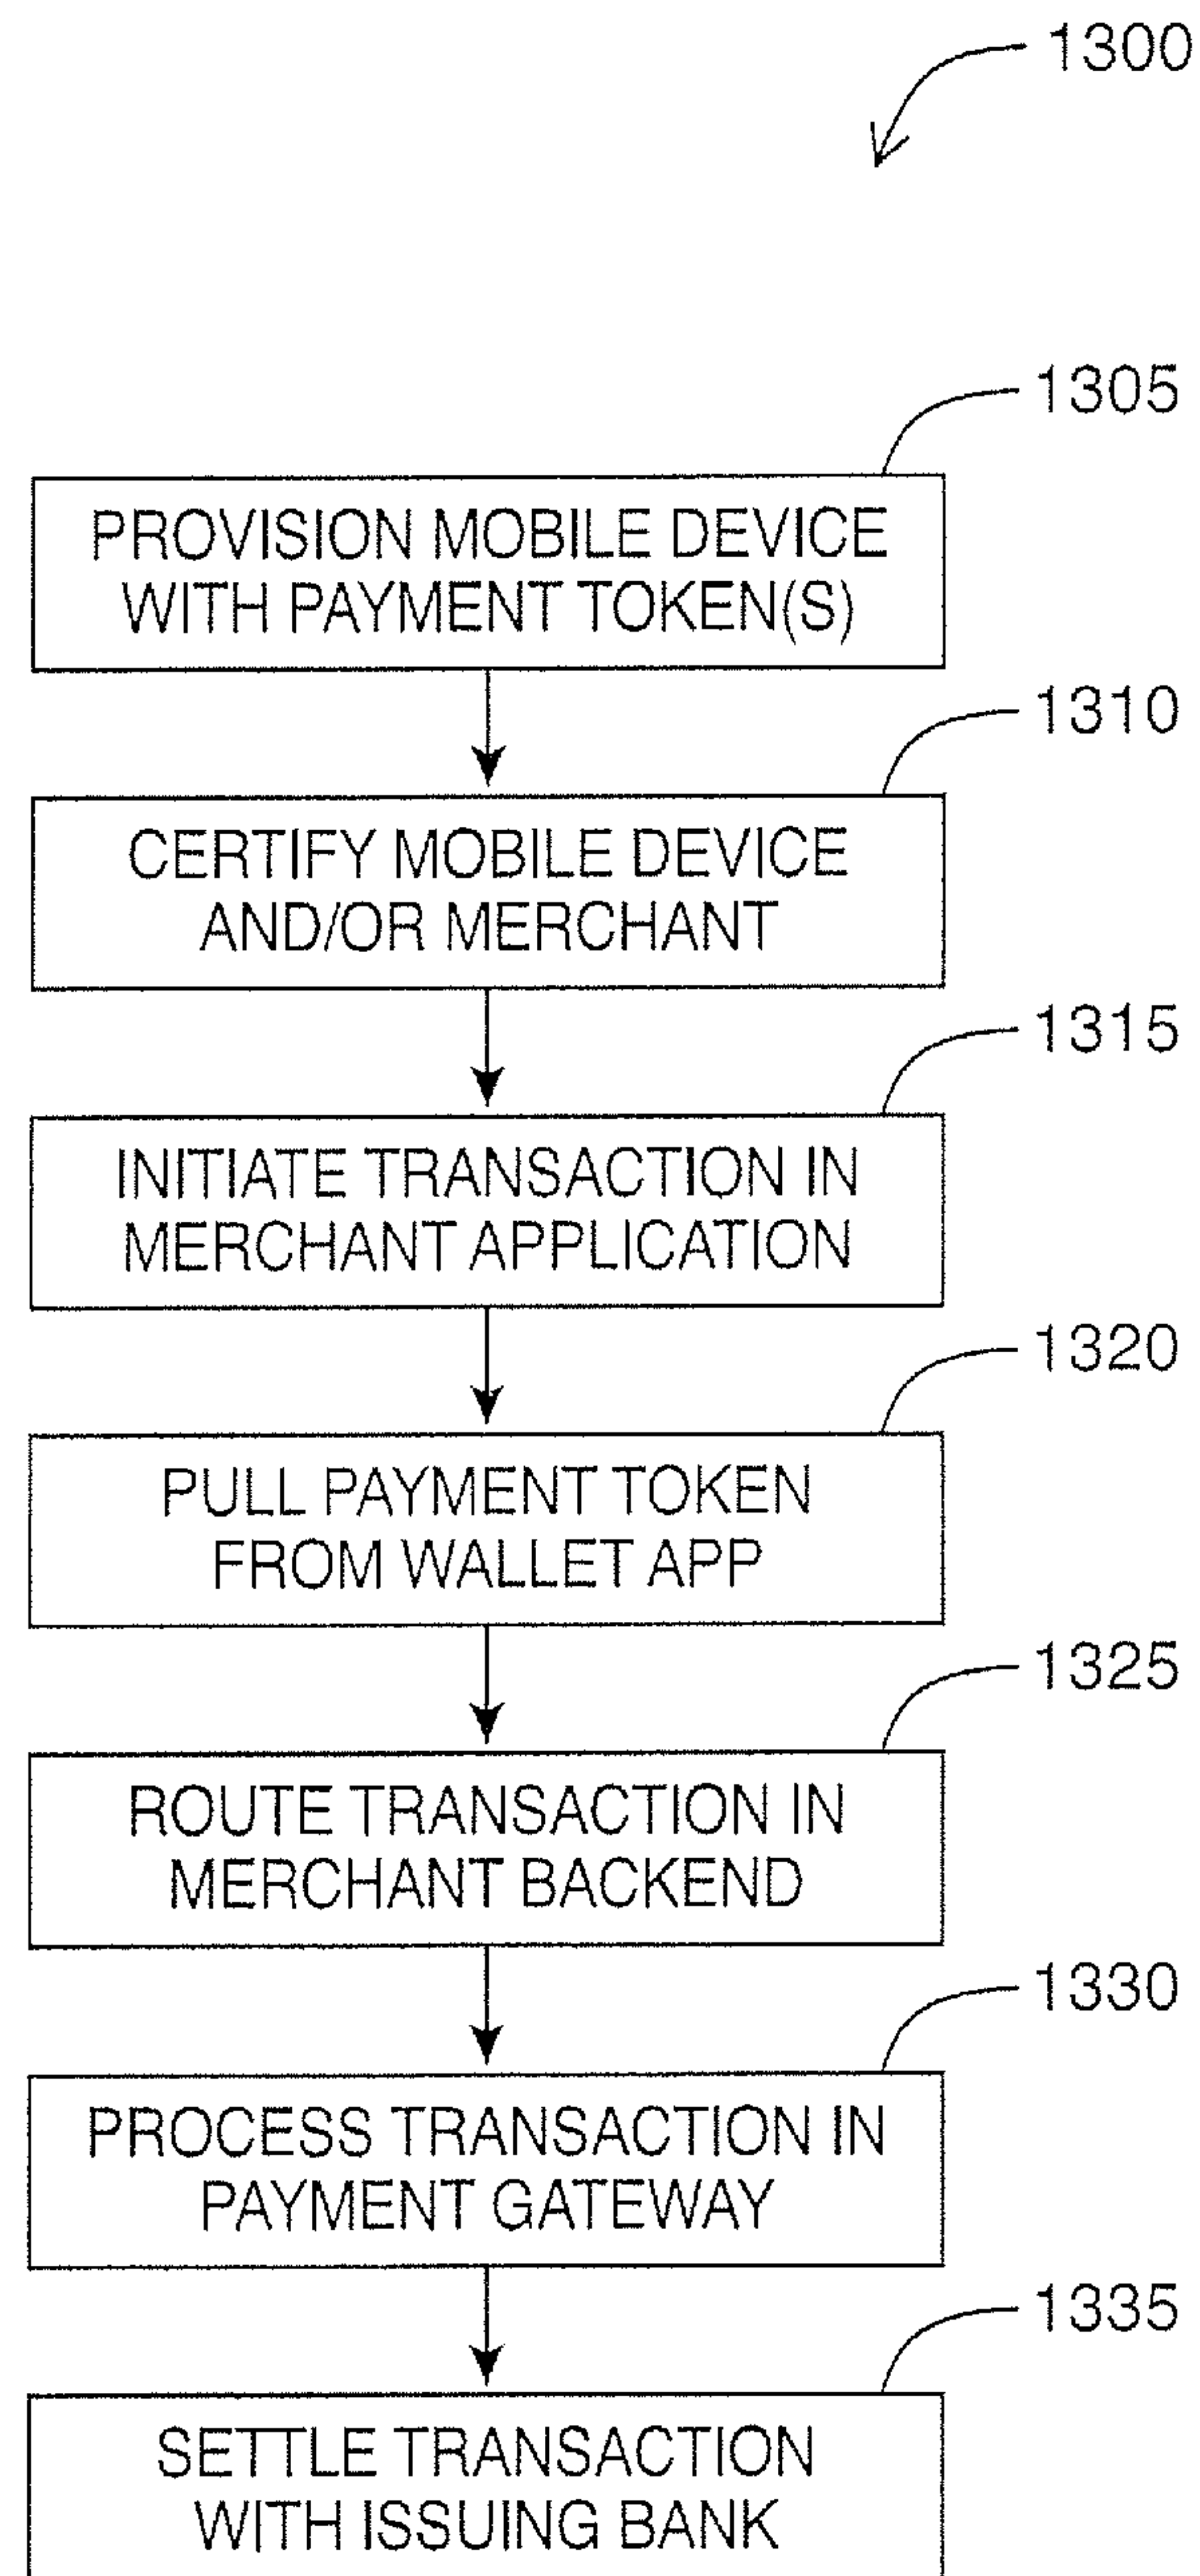 1300
1305
PROVISION MOBILE DEVICE
WITH PAYMENT TOKEN(S)
1310
CERTIFY MOBILE DEVICE
AND/OR MERCHANT
1315
INITIATE TRANSACTION IN
MERCHANT APPLICATION
1320
PULL PAYMENT TOKEN
FROM WALLET APP
1325
ROUTE TRANSACTION IN
MERCHANT BACKEND
1330
PROCESS TRANSACTION IN
PAYMENT GATEWAY
1335
SETTLE TRANSACTION
WITH ISSUING BANK